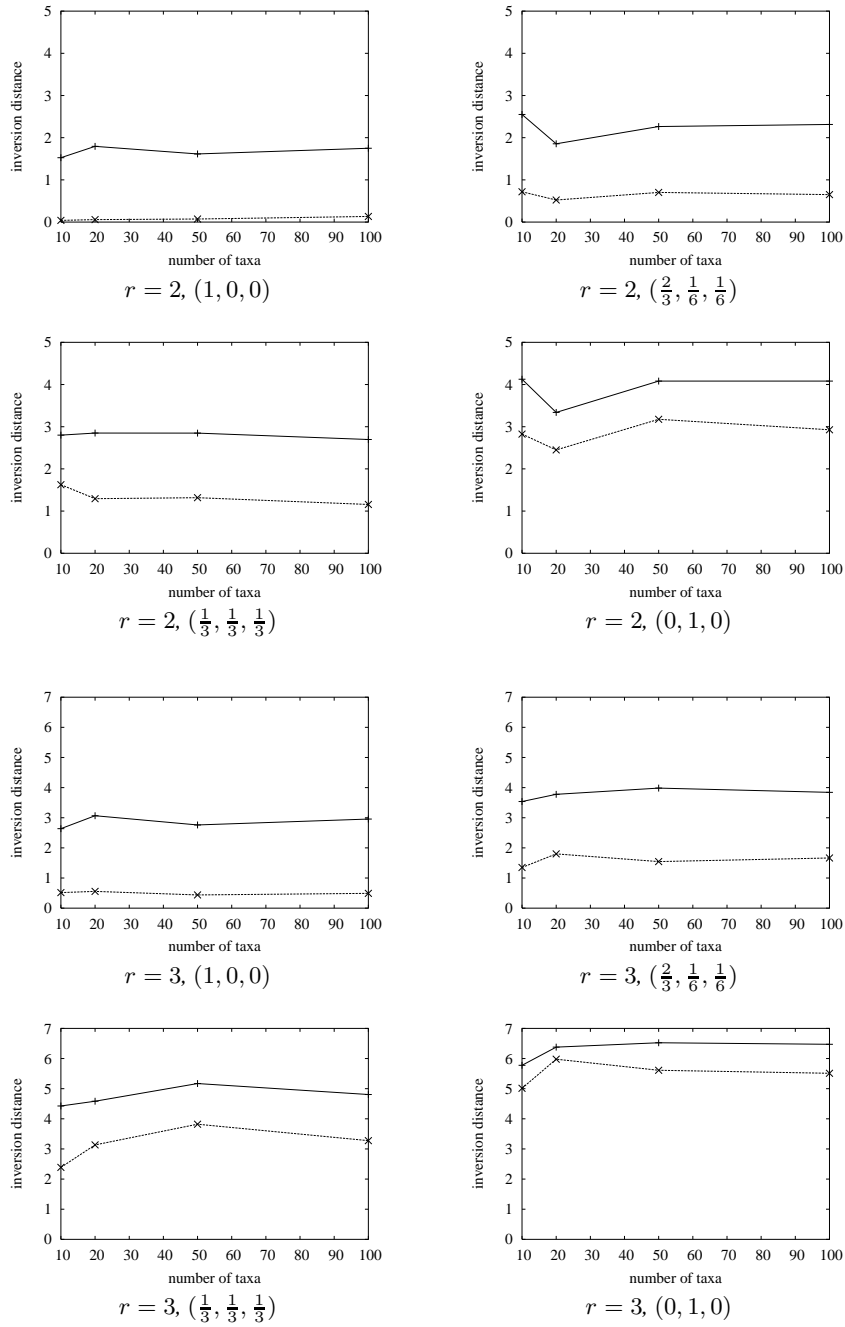 5
4
3
2
1
0
inversion distance
10 20 30 40 50 60 70 80 90 100
number of taxa
r = 2, (1, 0, 0)
5
4
3
2
1
0
inversion distance
10 20 30 40 50 60 70 80 90 100
number of taxa
r = 2, (2/3, 1/6, 1/6)
5
4
3
2
1
0
inversion distance
10 20 30 40 50 60 70 80 90 100
number of taxa
r = 2, (1/3, 1/3, 1/3)
5
4
3
2
1
0
inversion distance
10 20 30 40 50 60 70 80 90 100
number of taxa
r = 2, (0, 1, 0)
7
6
5
4
3
2
1
0
inversion distance
10 20 30 40 50 60 70 80 90 100
number of taxa
r = 3, (1, 0, 0)
7
6
5
4
3
2
1
0
inversion distance
10 20 30 40 50 60 70 80 90 100
number of taxa
r = 3, (2/3, 1/6, 1/6)
7
6
5
4
3
2
1
0
inversion distance
10 20 30 40 50 60 70 80 90 100
number of taxa
r = 3, (1/3, 1/3, 1/3)
7
6
5
4
3
2
1
0
inversion distance
10 20 30 40 50 60 70 80 90 100
number of taxa
r = 3, (0, 1, 0)